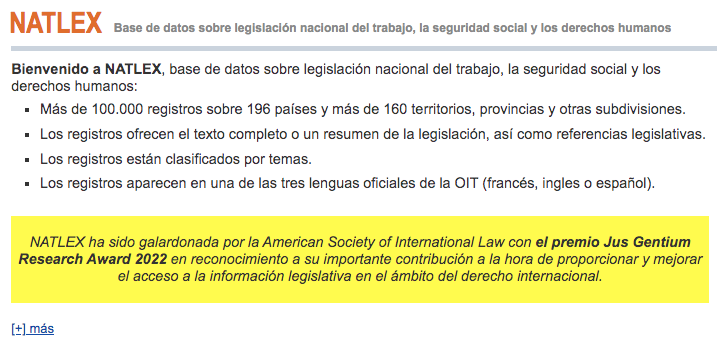 NATLEX Base de datos sobre legislación nacional del trabajo, la seguridad social y los derechos humanos
Bienvenido a NATLEX, base de datos sobre legislación nacional del trabajo, la seguridad social y los
derechos humanos:
▪ Más de 100.000 registros sobre 196 países y más de 160 territorios, provincias y otras subdivisiones.
▪ Los registros ofrecen el texto completo o un resumen de la legislación, así como referencias legislativas.
▪ Los registros están clasificados por temas.
▪ Los registros aparecen en una de las tres lenguas oficiales de la OIT (francés, ingles o español).
NATLEX ha sido galardonada por la American Society of International Law con el premio Jus Gentium
Research Award 2022 en reconocimiento a su importante contribución a la hora de proporcionar y mejorar
el acceso a la información legislativa en el ámbito del derecho internacional.
[+] más